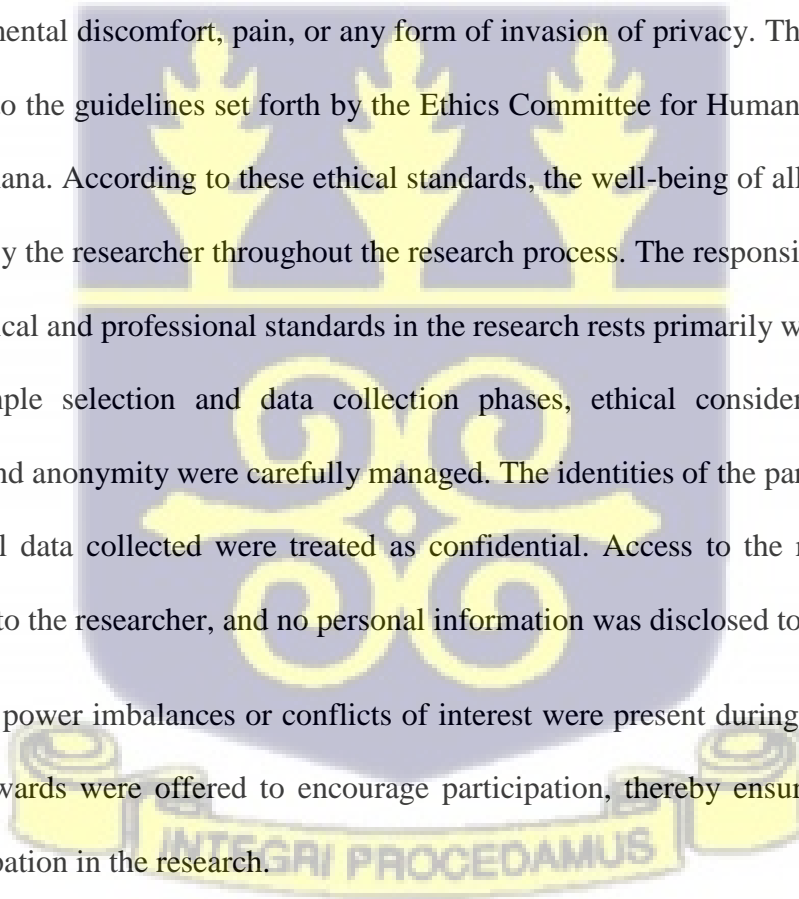 mental discomfort, pain, or any form of invasion of privacy. Th
o the guidelines set forth by the Ethics Committee for Human
ana. According to these ethical standards, the well-being of all
y the researcher throughout the research process. The responsi
ical and professional standards in the research rests primarily w
ple selection and data collection phases, ethical consider
nd anonymity were carefully managed. The identities of the par
l data collected were treated as confidential. Access to the r
to the researcher, and no personal information was disclosed to
power imbalances or conflicts of interest were present during
wards were offered to encourage participation, thereby ensur
pation in the research.
INTEGRI PROCEDAMUS